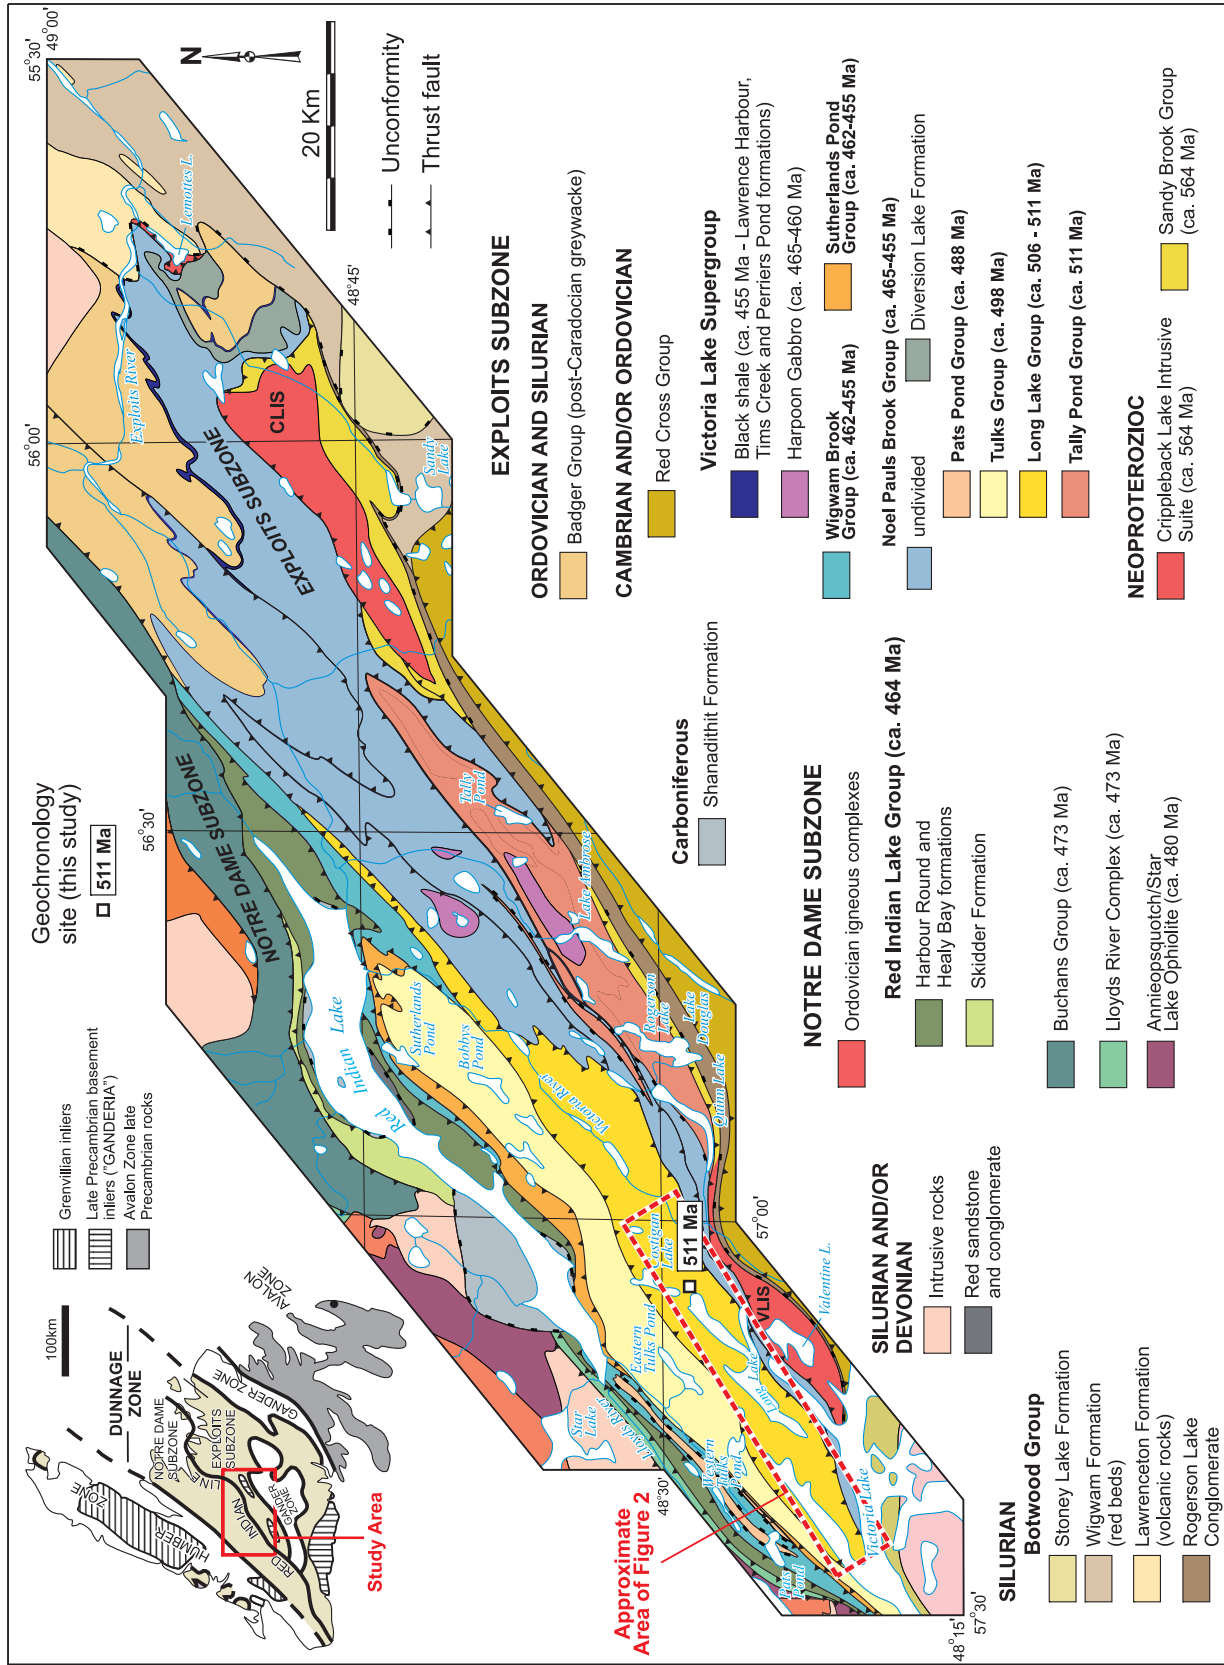 Grenvillian inliers
Late Precambrian basement
inliers ("GANDERIA")
Avalon Zone late
Precambrian rocks
100km
DUNNAGE
ZONE
NOTRE DAME
SUBZONE
EXPLOITS
SUBZONE
GANDER ZONE
AVALON
ZONE
HUMBER
ZONE
RED
INDIAN
LINE
GANDER
ZONE
Study Area
Geochronology
site (this study)
511 Ma
55°30'
49°00'
N
20 Km
Unconformity
Thrust fault
56°00'
48°45'
56°30'
57°00'
48°30'
48°15'
57°30'
Exploits River
Lemottes L.
EXPLOITS SUBZONE
CLIS
Sandy
Lake
NOTRE DAME SUBZONE
Red
Indian
Lake
Tally
Pond
Lake Ambrose
Sutherlands
Pond
Bobbys
Pond
Victoria River
Rogerson
Lake
Lake
Douglas
Quinn Lake
Costigan
Lake
511 Ma
Eastern
Tulks Pond
Star
Lake
Lloyds River
Western
Tulks
Pond
Long
Lake
VLIS
Valentine L.
Victoria Lake
Pats
Pond
Approximate
Area of Figure 2
EXPLOITS SUBZONE
ORDOVICIAN AND SILURIAN
Badger Group (post-Caradocian greywacke)
CAMBRIAN AND/OR ORDOVICIAN
Red Cross Group
Victoria Lake Supergroup
Black shale (ca. 455 Ma - Lawrence Harbour,
Tims Creek and Perriers Pond formations)
Harpoon Gabbro (ca. 465-460 Ma)
Wigwam Brook
Group (ca. 462-455 Ma)
Sutherlands Pond
Group (ca. 462-455 Ma)
Noel Pauls Brook Group (ca. 465-455 Ma)
undivided
Diversion Lake Formation
Pats Pond Group (ca. 488 Ma)
Tulks Group (ca. 498 Ma)
Long Lake Group (ca. 506 - 511 Ma)
Tally Pond Group (ca. 511 Ma)
NEOPROTEROZIOC
Crippleback Lake Intrusive
Suite (ca. 564 Ma)
Sandy Brook Group
(ca. 564 Ma)
Carboniferous
Shanadithit Formation
NOTRE DAME SUBZONE
Ordovician igneous complexes
Red Indian Lake Group (ca. 464 Ma)
Harbour Round and
Healy Bay formations
Skidder Formation
Buchans Group (ca. 473 Ma)
Lloyds River Complex (ca. 473 Ma)
Annieopsquotch/Star
Lake Ophiolite (ca. 480 Ma)
SILURIAN AND/OR
DEVONIAN
Intrusive rocks
Red sandstone
and conglomerate
SILURIAN
Botwood Group
Stoney Lake Formation
Wigwam Formation
(red beds)
Lawrenceton Formation
(volcanic rocks)
Rogerson Lake
Conglomerate